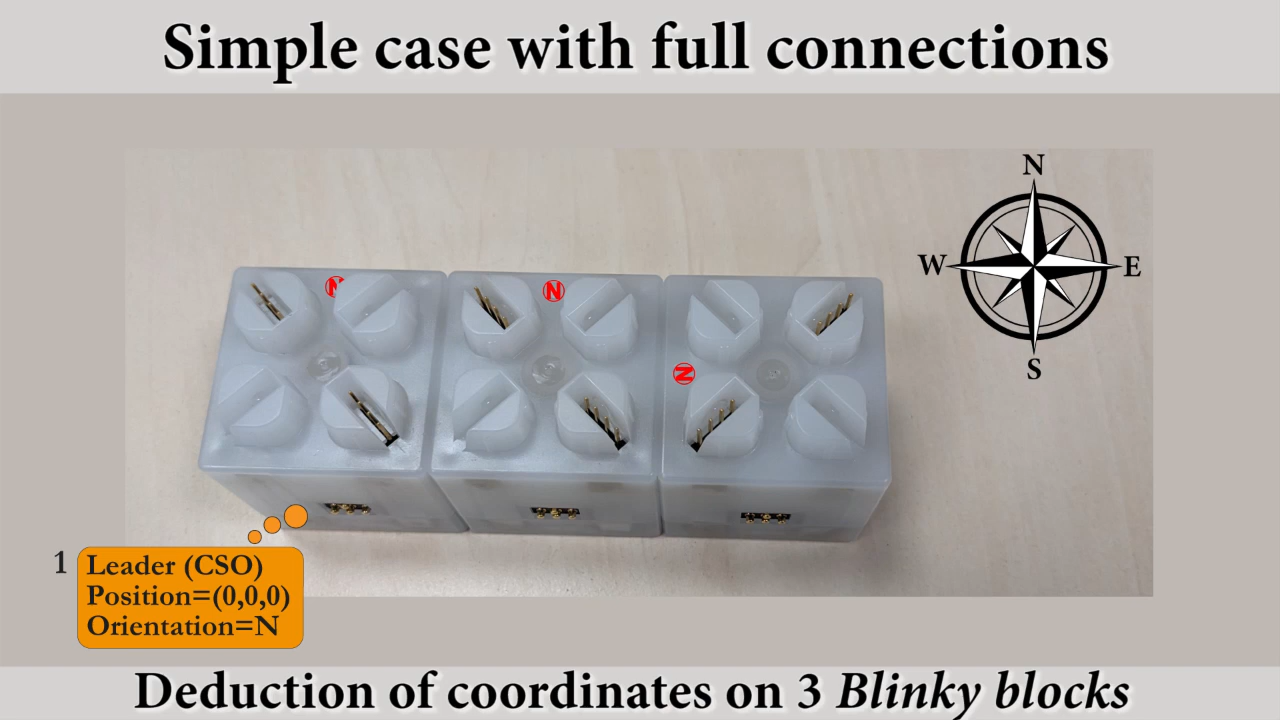 Simple case with full connections
N
W E
S
N N
N
1 Leader (CSO)
Position=(0,0,0)
Orientation=N
Deduction of coordinates on 3 Blinky blocks